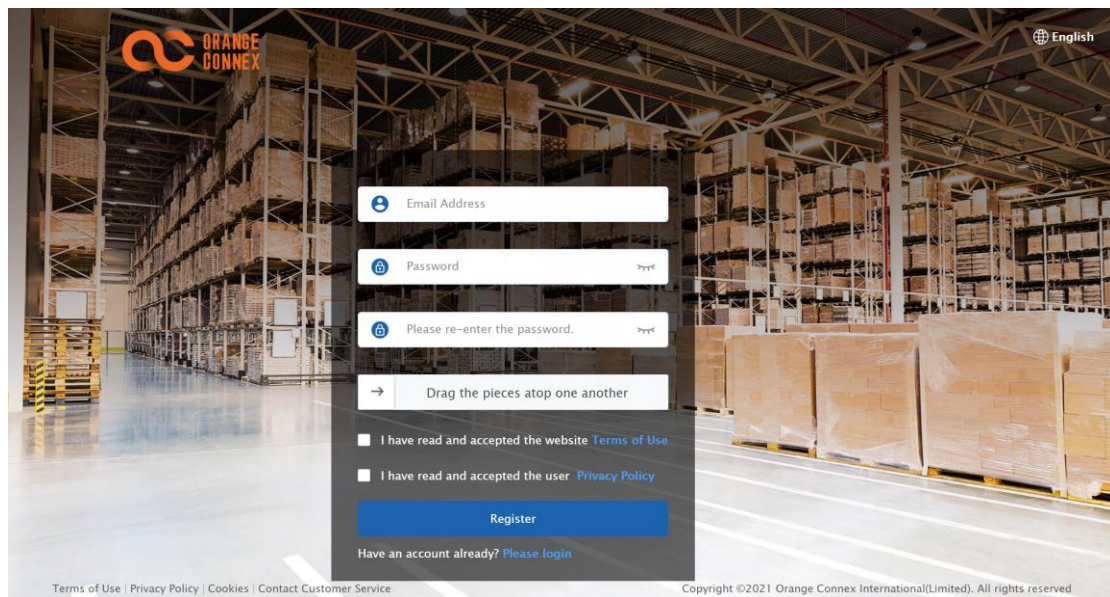 ORANGE
CONNEX
English
Email Address
Password
Please re-enter the password.
Drag the pieces atop one another
I have read and accepted the website Terms of Use
I have read and accepted the user Privacy Policy
Register
Have an account already? Please login
Terms of Use | Privacy Policy | Cookies | Contact Customer Service
Copyright ©2021 Orange Connex International(Limited). All rights reserved